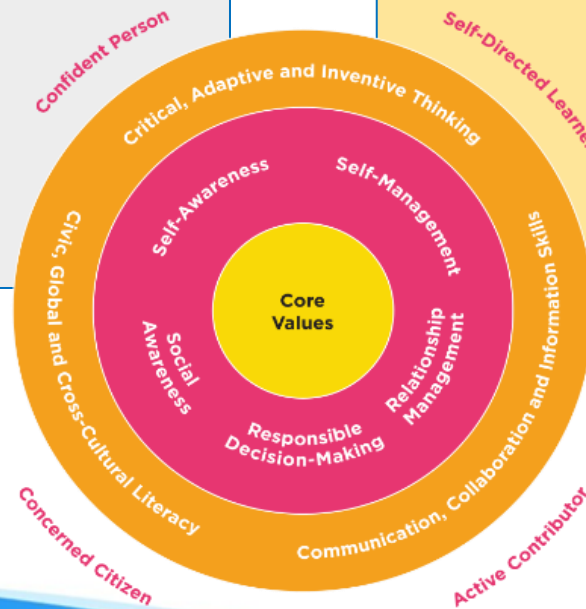 Confident Person
Self-Directed Learner
Critical, Adaptive and Inventive Thinking
Self-Awareness
Self-Management
Civic, Global and Cross-Cultural Literacy
Communication, Collaboration and Information Skills
Core
Values
Social
Awareness
Relationship
Management
Responsible
Decision-Making
Concerned Citizen
Active Contributor